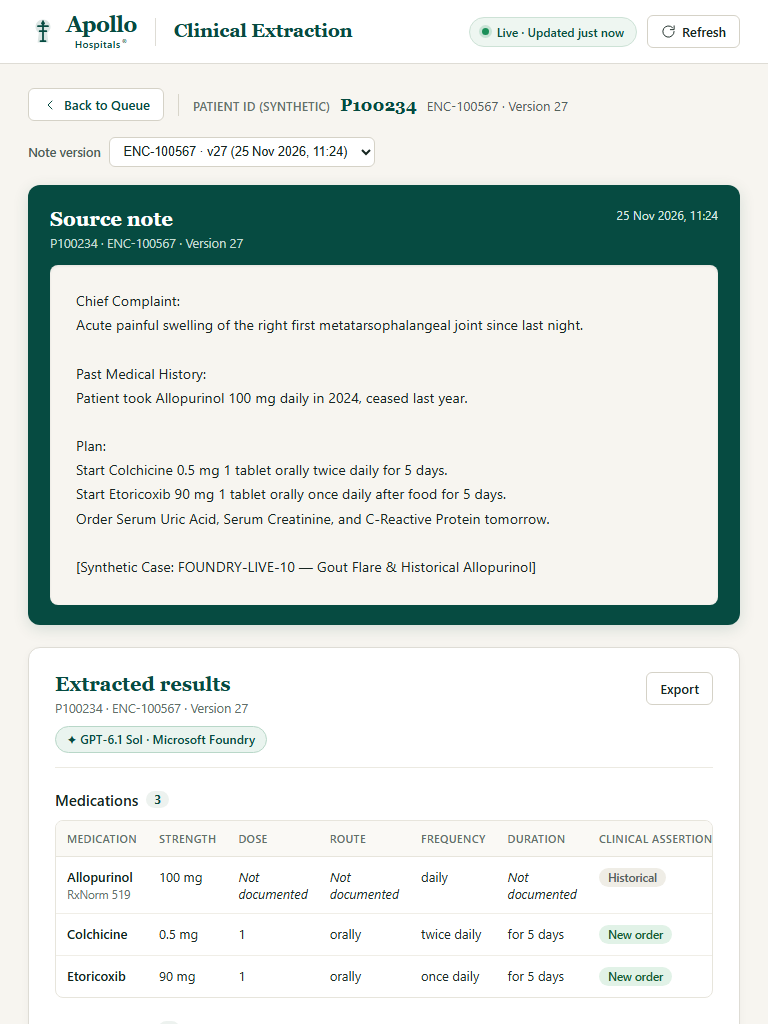 Apollo
Hospitals®
Clinical Extraction
Live · Updated just now
Refresh
Back to Queue
PATIENT ID (SYNTHETIC) P100234 ENC-100567 · Version 27
Note version
ENC-100567 · v27 (25 Nov 2026, 11:24)
Source note
25 Nov 2026, 11:24
P100234 · ENC-100567 · Version 27
Chief Complaint:
Acute painful swelling of the right first metatarsophalangeal joint since last night.
Past Medical History:
Patient took Allopurinol 100 mg daily in 2024, ceased last year.
Plan:
Start Colchicine 0.5 mg 1 tablet orally twice daily for 5 days.
Start Etoricoxib 90 mg 1 tablet orally once daily after food for 5 days.
Order Serum Uric Acid, Serum Creatinine, and C-Reactive Protein tomorrow.
[Synthetic Case: FOUNDRY-LIVE-10 — Gout Flare & Historical Allopurinol]
Extracted results
Export
P100234 · ENC-100567 · Version 27
✦ GPT-6.1 Sol · Microsoft Foundry
Medications 3
MEDICATION STRENGTH DOSE ROUTE FREQUENCY DURATION CLINICAL ASSERTION
Allopurinol 100 mg Not documented Not documented daily Not documented Historical
RxNorm 519
Colchicine 0.5 mg 1 orally twice daily for 5 days New order
Etoricoxib 90 mg 1 orally once daily for 5 days New order